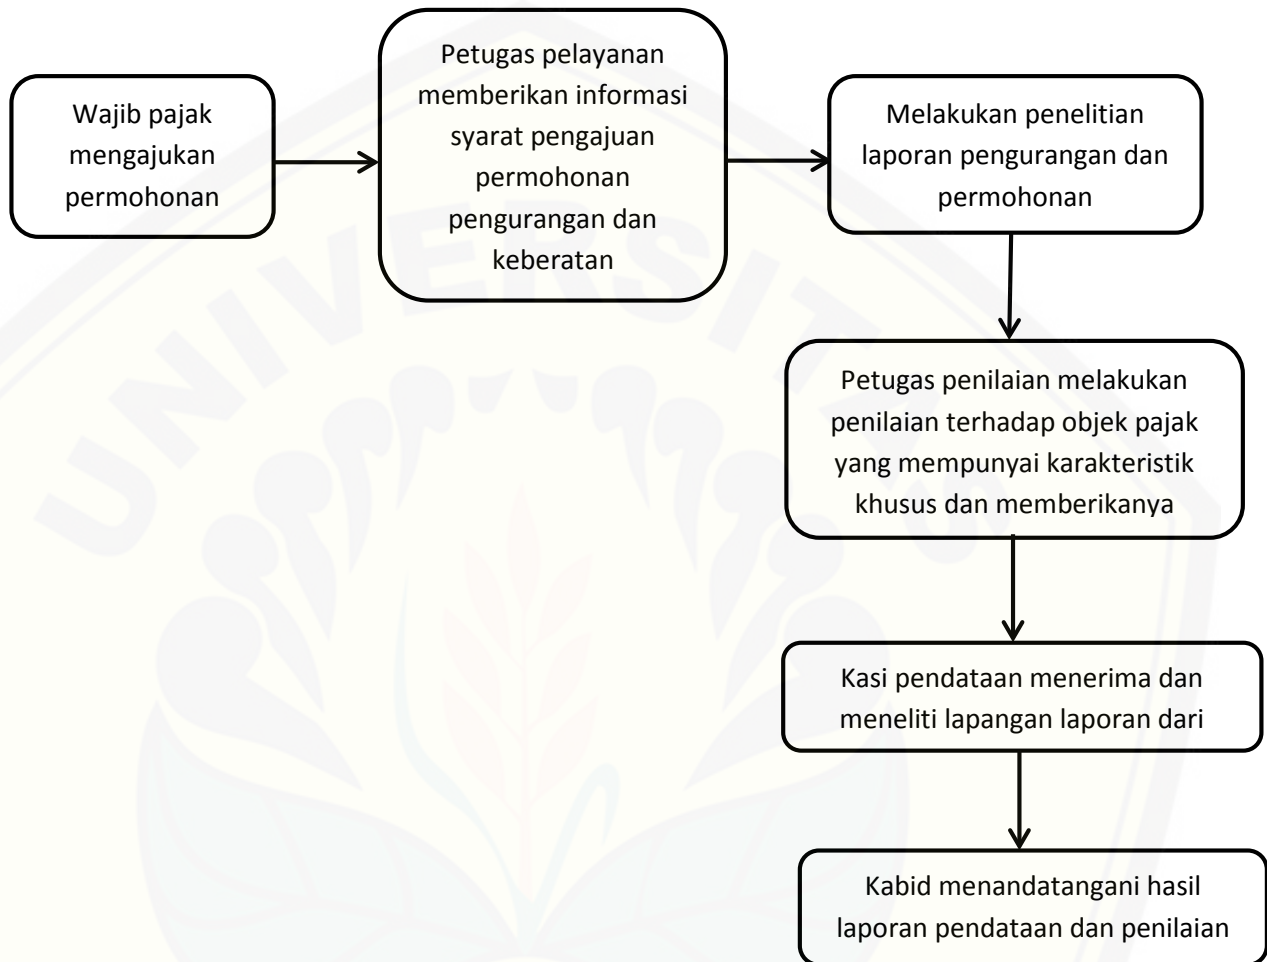 Wajib pajak
mengajukan
permohonan
Petugas pelayanan
memberikan informasi
syarat pengajuan
permohonan
pengurangan dan
keberatan
Melakukan penelitian
laporan pengurangan dan
permohonan
Petugas penilaian melakukan
penilaian terhadap objek pajak
yang mempunyai karakteristik
khusus dan memberikanya
Kasi pendataan menerima dan
meneliti lapangan laporan dari
Kabid menandatangani hasil
laporan pendataan dan penilaian
UNIVERSITAS